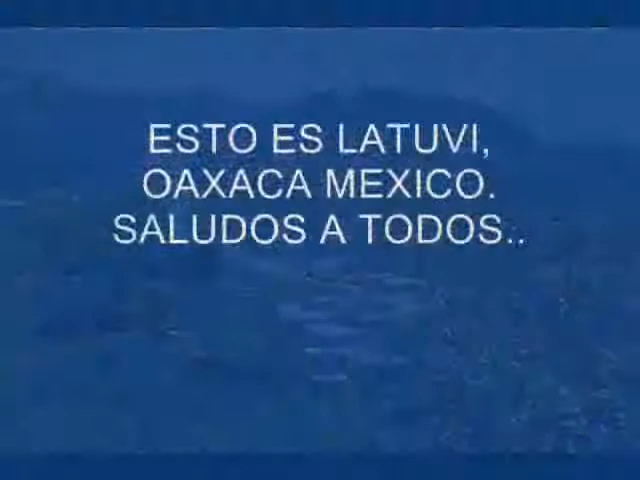 ESTO ES LATUVI,
OAXACA MEXICO.
SALUDOS A TODOS..